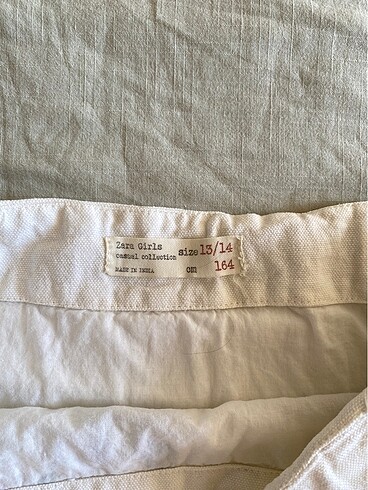 Zara Girls
casual collection
size 13/14
MADE IN INDIA
cm 164